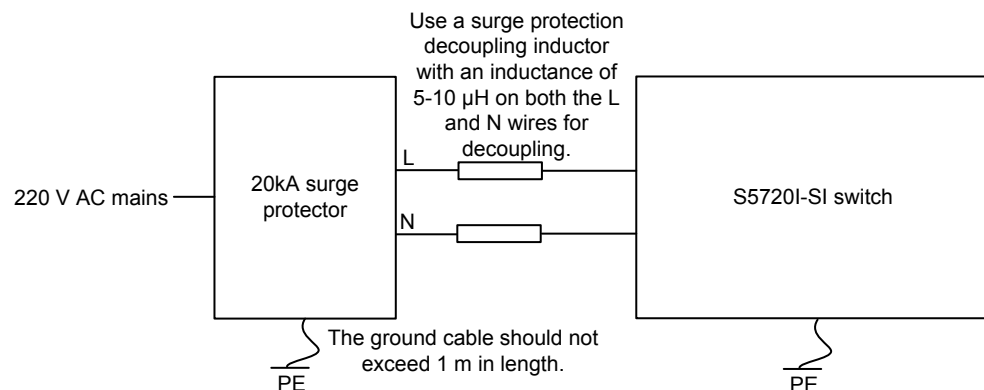 Use a surge protection
decoupling inductor
with an inductance of
5-10 μH on both the L
and N wires for
decoupling.
L
220 V AC mains
20kA surge
protector
S5720I-SI switch
N
The ground cable should not
exceed 1 m in length.
PE
PE